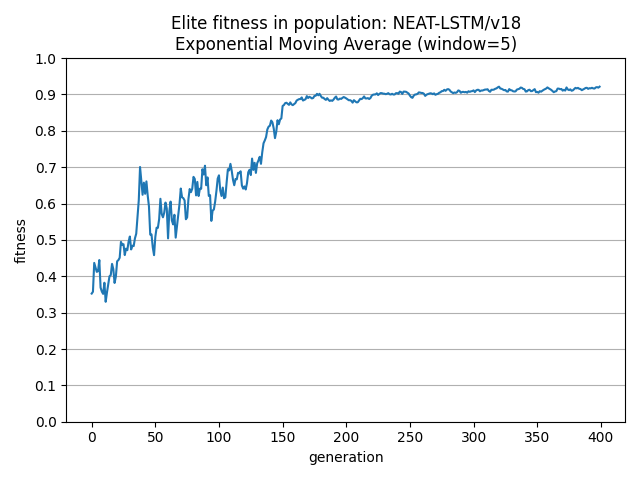 Elite fitness in population: NEAT-LSTM/v18
Exponential Moving Average (window=5)
fitness
1.0
0.9
0.8
0.7
0.6
0.5
0.4
0.3
0.2
0.1
0.0
0 50 100 150 200 250 300 350 400
generation